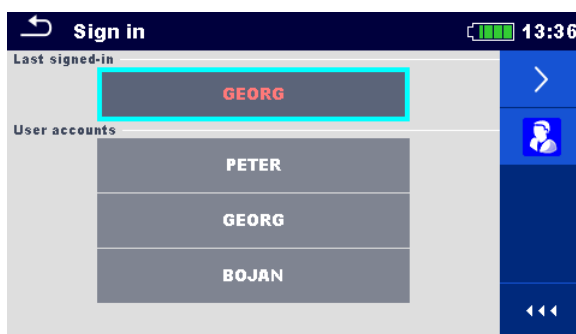 Sign in 13:36
Last signed-in
GEORG
User accounts
PETER
GEORG
BOJAN